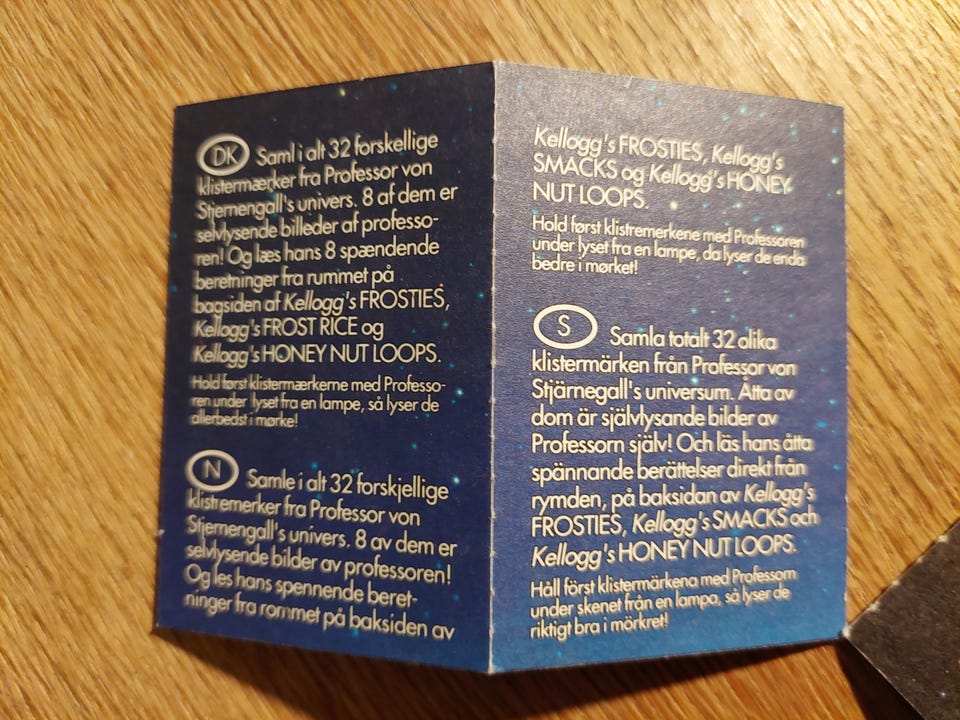 DK Saml i alt 32 forskellige
klistermærker fra Professor von
Stjernengall's univers. 8 af dem er
selvlysende billeder af professo-
ren! Og læs hans 8 spændende
beretninger fra rummet på
bagsiden af Kellogg's FROSTIES,
Kellogg's FROST RICE og
Kellogg's HONEY NUT LOOPS.
Hold først klistermærkerne med Professo-
ren under lyset fra en lampe, så lyser de
allerbedst i mørke!
N Samle i alt 32 forskjellige
klistremerker fra Professor von
Stjernengall's univers. 8 av dem er
selvlysende bilder av professoren!
Og les hans spennende beret-
ninger fra rommet på baksiden av
Kellogg's FROSTIES, Kellogg's
SMACKS og Kellogg's HONEY
NUT LOOPS.
Hold først klistremerkene med Professoren
under lyset fra en lampe, da lyser de enda
bedre i mørket!
S Samla totalt 32 olika
klistermärken från Professor von
Stjärnegall's universum. Åtta av
dom är självlysande bilder av
Professorn själv! Och läs hans åtta
spännande berättelser direkt från
rymden, på baksidan av Kellogg's
FROSTIES, Kellogg's SMACKS och
Kellogg's HONEY NUT LOOPS.
Håll först klistermärkena med Professorn
under skenet från en lampa, så lyser de
riktigt bra i mörkret!